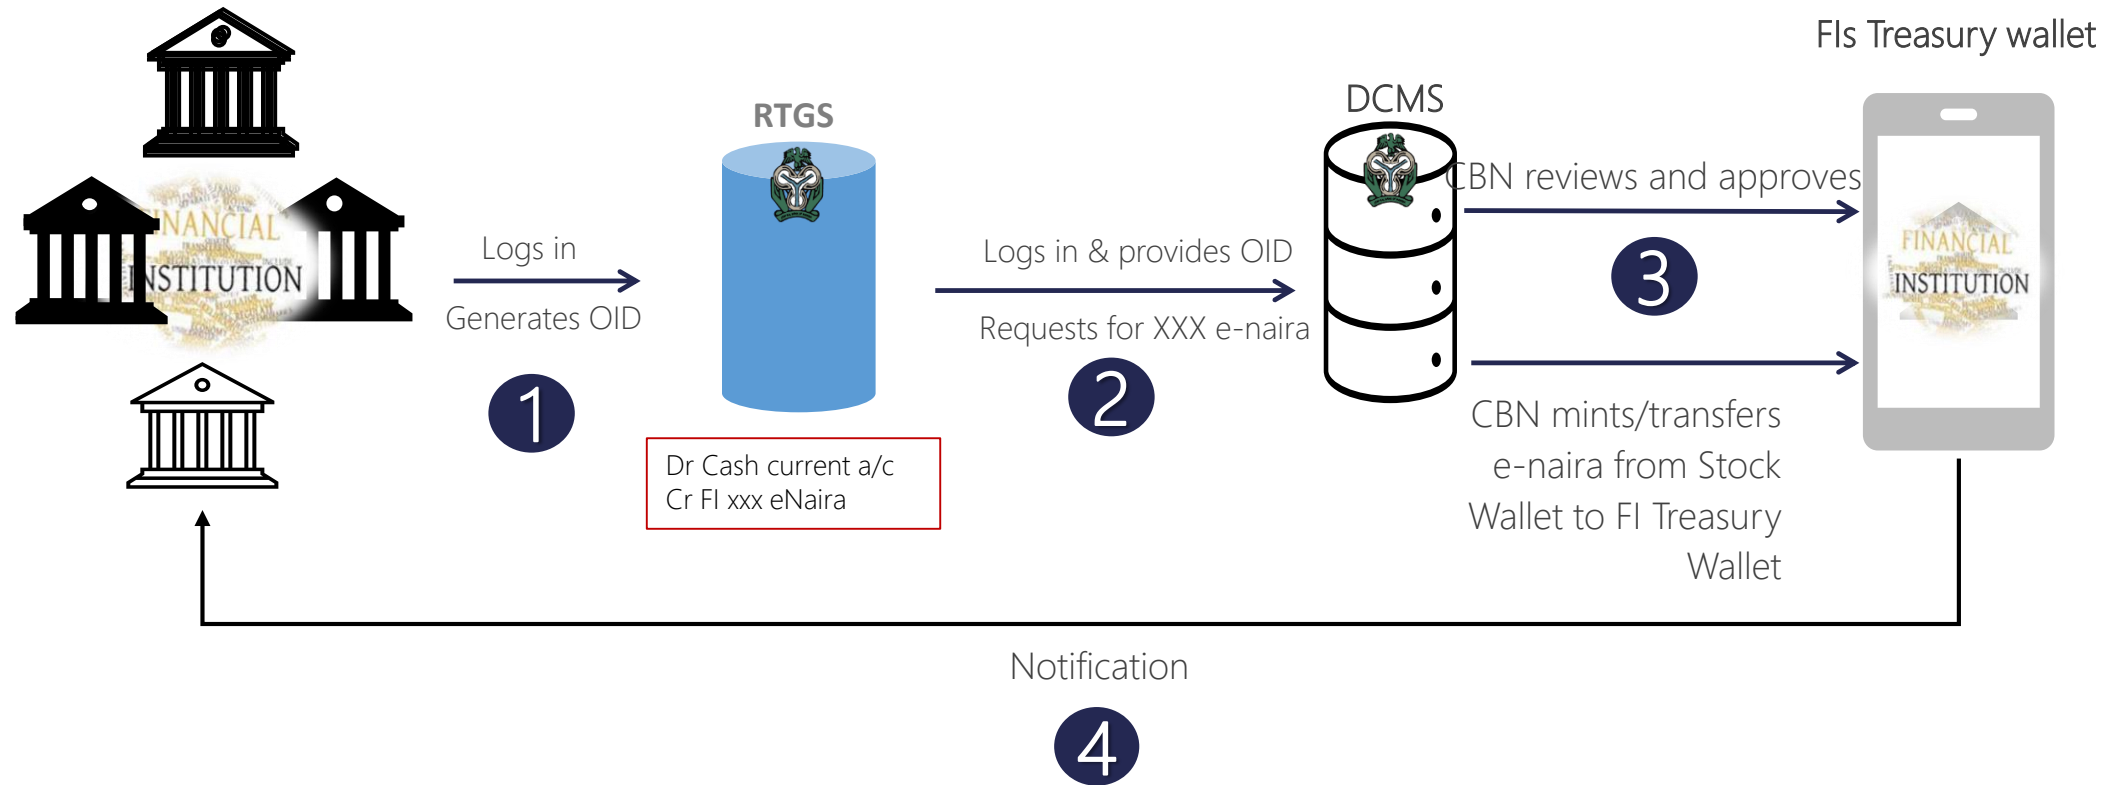 FIs Treasury wallet
RTGS
DCMS
CBN reviews and approves
FINANCIAL
INSTITUTION
Logs in
Generates OID
Logs in & provides OID
Requests for XXX e-naira
FINANCIAL
INSTITUTION
1
2
3
Dr Cash current a/c
Cr FI xxx eNaira
CBN mints/transfers
e-naira from Stock
Wallet to FI Treasury
Wallet
Notification
4